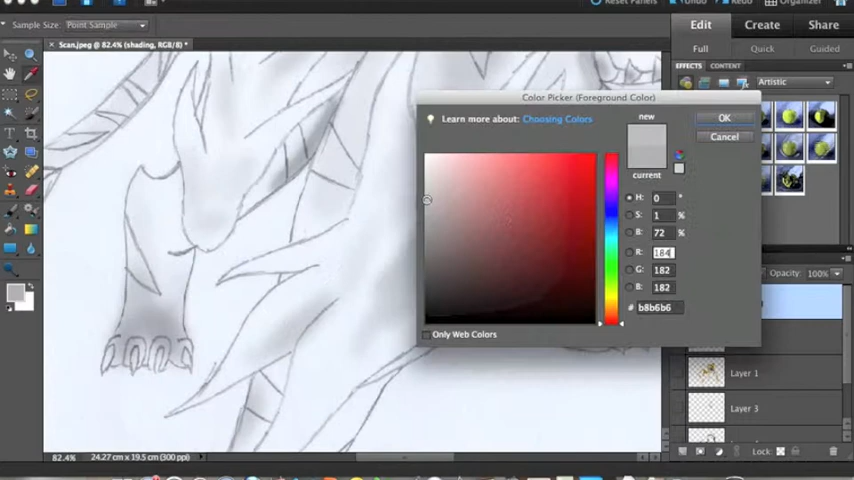 Reset Panels
Undo
Redo
Organizer
Sample Size: Point Sample
Edit
Create
Share
× Scan.jpeg @ 82.4% (shading, RGB/8) *
Full
Quick
Guided
EFFECTS
CONTENT
Artistic
Color Picker (Foreground Color)
Learn more about: Choosing Colors
new
current
OK
Cancel
H: 0 °
S: 1 %
B: 72 %
R: 184
G: 182
B: 182
# b8b6b6
Only Web Colors
Opacity: 100%
Layer 1
Layer 3
Lock:
82.4%
24.27 cm x 19.5 cm (300 ppi)